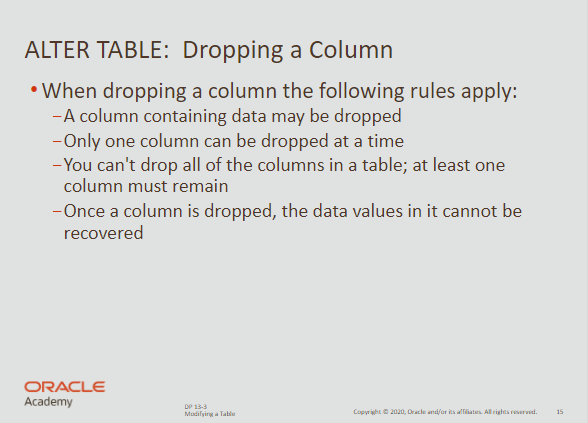 ALTER TABLE: Dropping a Column
•When dropping a column the following rules apply:
−A column containing data may be dropped
−Only one column can be dropped at a time
−You can't drop all of the columns in a table; at least one
column must remain
−Once a column is dropped, the data values in it cannot be
recovered
ORACLE
Academy
DP 13-3
Modifying a Table
Copyright © 2020, Oracle and/or its affiliates. All rights reserved.
15